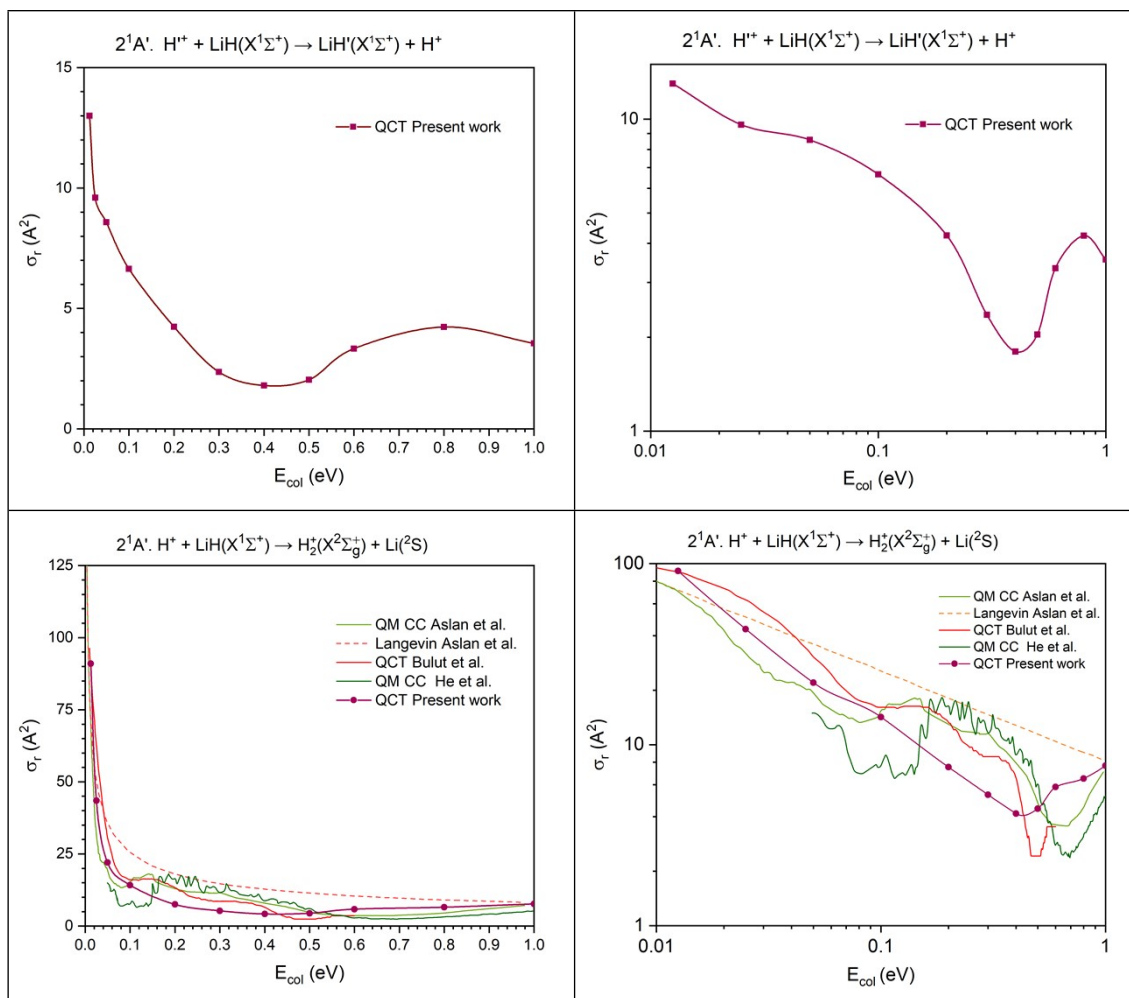 2¹A'. H'⁺ + LiH(X¹Σ⁺) → LiH'(X¹Σ⁺) + H⁺
15
10
5
0
σᵣ (A²)
QCT Present work
0.0 0.1 0.2 0.3 0.4 0.5 0.6 0.7 0.8 0.9 1.0
E_col (eV)
2¹A'. H'⁺ + LiH(X¹Σ⁺) → LiH'(X¹Σ⁺) + H⁺
10
1
σᵣ (A²)
QCT Present work
0.01 0.1 1
E_col (eV)
2¹A'. H⁺ + LiH(X¹Σ⁺) → H₂⁺(X²Σg⁺) + Li(²S)
125
100
75
50
25
0
σᵣ (A²)
QM CC Aslan et al.
Langevin Aslan et al.
QCT Bulut et al.
QM CC He et al.
QCT Present work
0.0 0.1 0.2 0.3 0.4 0.5 0.6 0.7 0.8 0.9 1.0
E_col (eV)
2¹A'. H⁺ + LiH(X¹Σ⁺) → H₂⁺(X²Σg⁺) + Li(²S)
100
10
1
σᵣ (A²)
QM CC Aslan et al.
Langevin Aslan et al.
QCT Bulut et al.
QM CC He et al.
QCT Present work
0.01 0.1 1
E_col (eV)